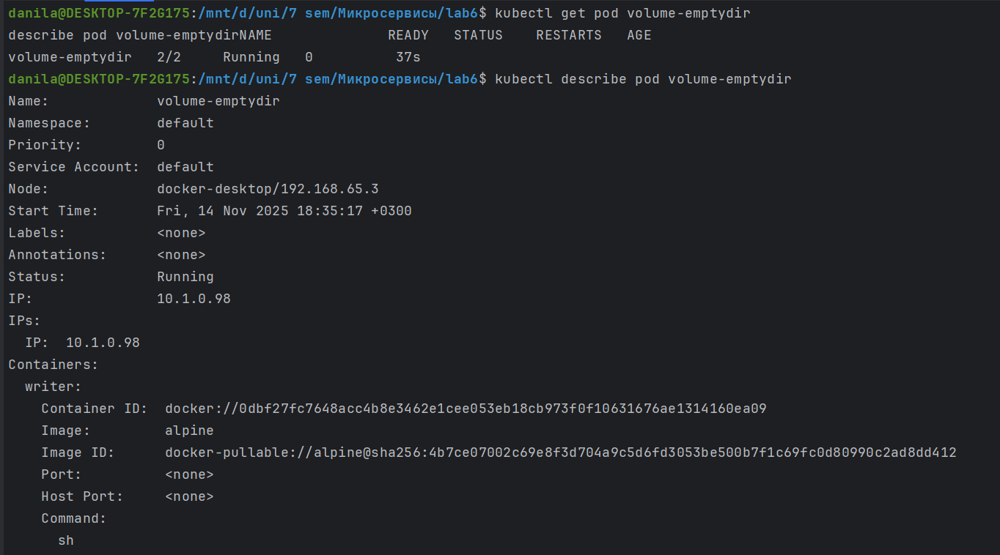 danila@DESKTOP-7F2G175:/mnt/d/uni/7 sem/Микросервисы/lab6$ kubectl get pod volume-emptydir
describe pod volume-emptydirNAME              READY   STATUS    RESTARTS   AGE
volume-emptydir   2/2     Running   0          37s
danila@DESKTOP-7F2G175:/mnt/d/uni/7 sem/Микросервисы/lab6$ kubectl describe pod volume-emptydir
Name:             volume-emptydir
Namespace:        default
Priority:         0
Service Account:  default
Node:             docker-desktop/192.168.65.3
Start Time:       Fri, 14 Nov 2025 18:35:17 +0300
Labels:           <none>
Annotations:      <none>
Status:           Running
IP:               10.1.0.98
IPs:
  IP:  10.1.0.98
Containers:
  writer:
    Container ID:  docker://0dbf27fc7648acc4b8e3462e1cee053eb18cb973f0f10631676ae1314160ea09
    Image:         alpine
    Image ID:      docker-pullable://alpine@sha256:4b7ce07002c69e8f3d704a9c5d6fd3053be500b7f1c69fc0d80990c2ad8dd412
    Port:          <none>
    Host Port:     <none>
    Command:
      sh